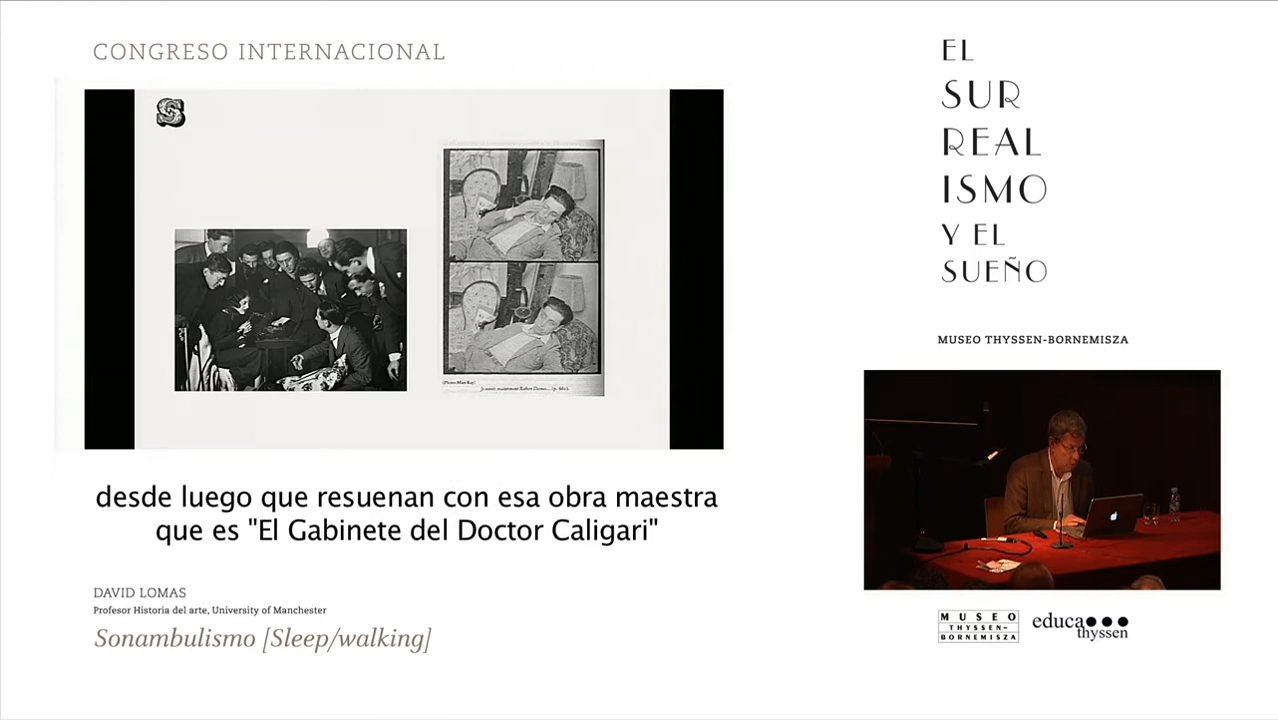 CONGRESO INTERNACIONAL
S
desde luego que resuenan con esa obra maestra
que es "El Gabinete del Doctor Caligari"
DAVID LOMAS
Profesor Historia del arte, University of Manchester
Sonambulismo [Sleep/walking]
EL
SUR
REAL
ISMO
Y EL
SUEÑO
MUSEO THYSSEN-BORNEMISZA
MUSEO
THYSSEN-
BORNEMISZA
educa
thyssen